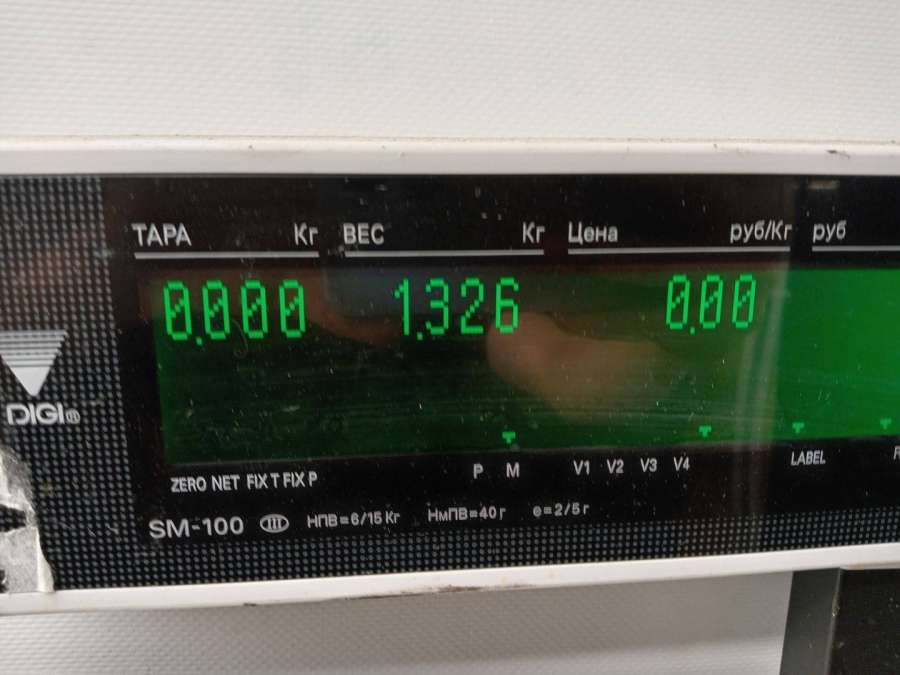 ТАРА Кг ВЕС Кг Цена руб/Кг руб
0.000 1.326 0.00
DIGI®
P M V1 V2 V3 V4 LABEL
ZERO NET FIX T FIX P
SM-100 III НПВ=6/15 Кг НмПВ=40 г e=2/5 г